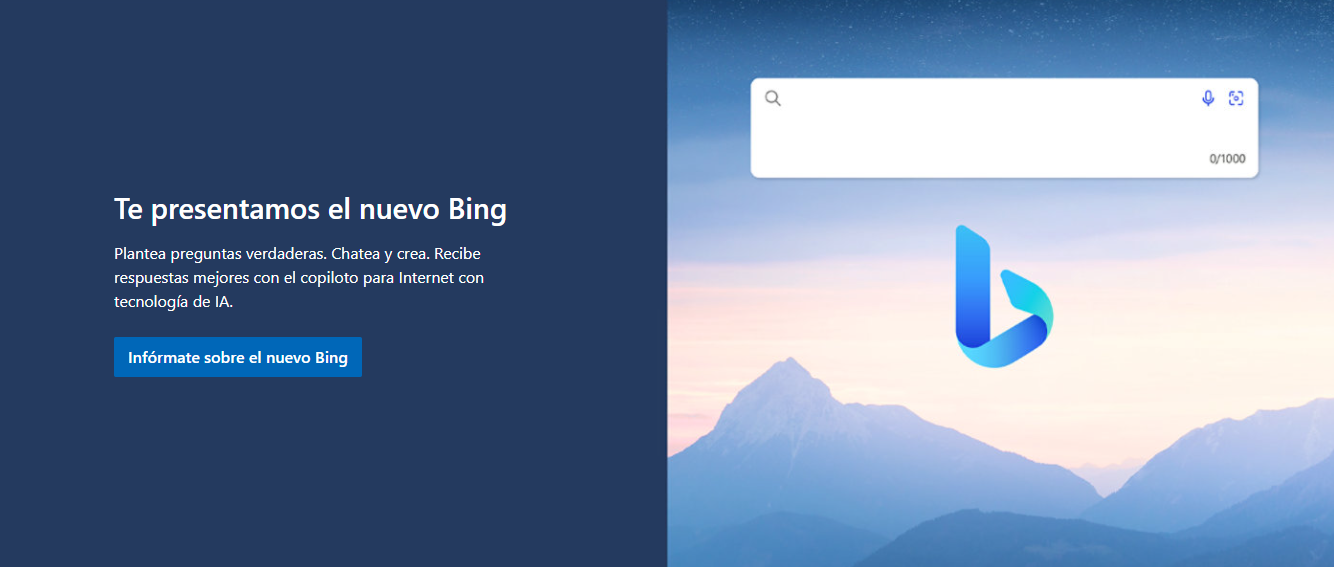 Te presentamos el nuevo Bing
Plantea preguntas verdaderas. Chatea y crea. Recibe
respuestas mejores con el copiloto para Internet con
tecnología de IA.
Infórmate sobre el nuevo Bing
0/1000